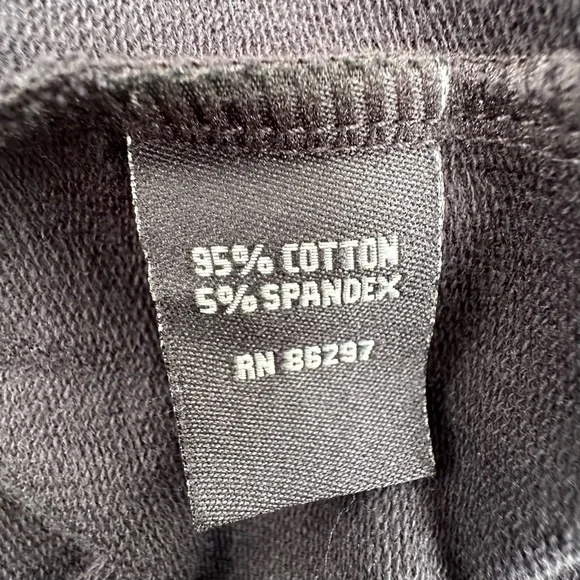 95% COTTON
5% SPANDEX
RN 86297